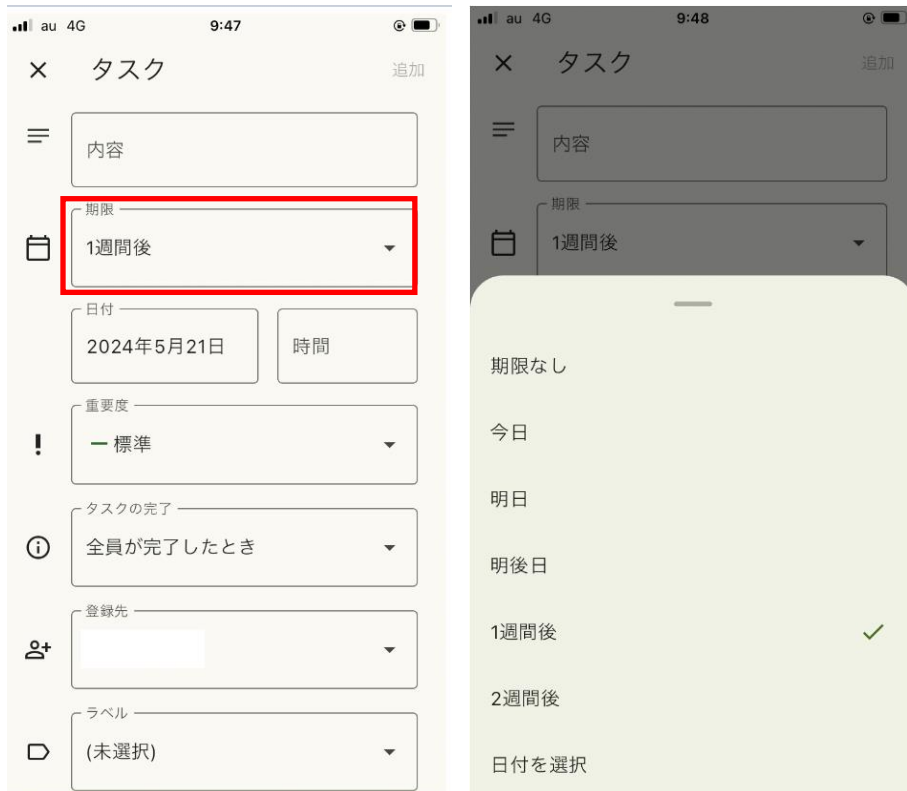 au 4G 9:47
タスク 追加
内容
期限
1週間後
日付
2024年5月21日 時間
重要度
標準
タスクの完了
全員が完了したとき
登録先
ラベル
(未選択)
au 4G 9:48
タスク 追加
内容
期限
1週間後
期限なし
今日
明日
明後日
1週間後
2週間後
日付を選択